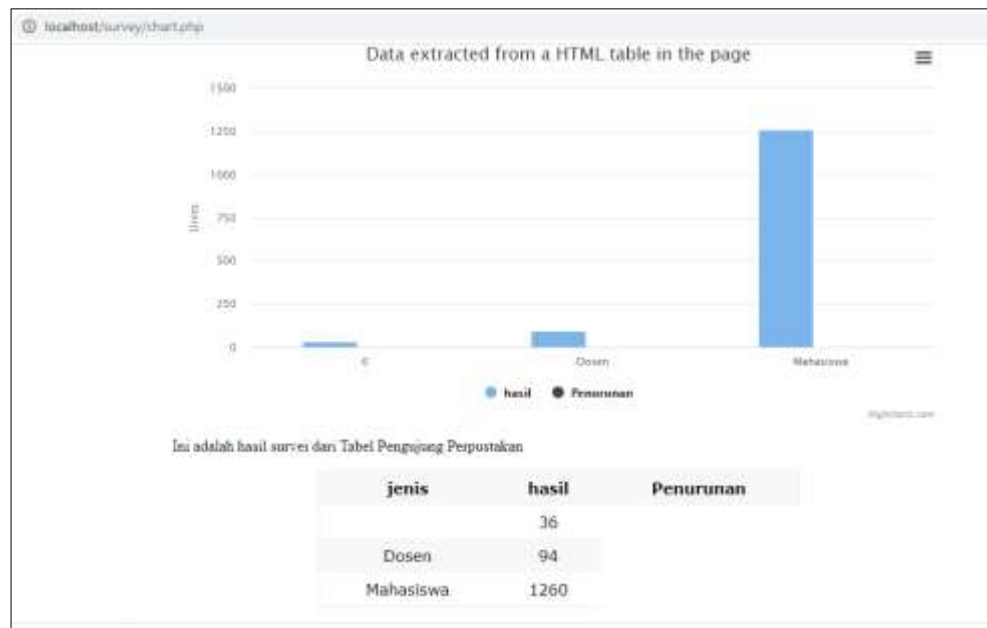 localhost/survey/chart.php
Data extracted from a HTML table in the page
1500
1250
1000
750
500
250
0
Users
Dosen
Mahasiswa
hasil Penurunan
Highcharts.com
Ini adalah hasil survei dari Tabel Pengujung Perpustakan
jenis hasil Penurunan
36
Dosen 94
Mahasiswa 1260